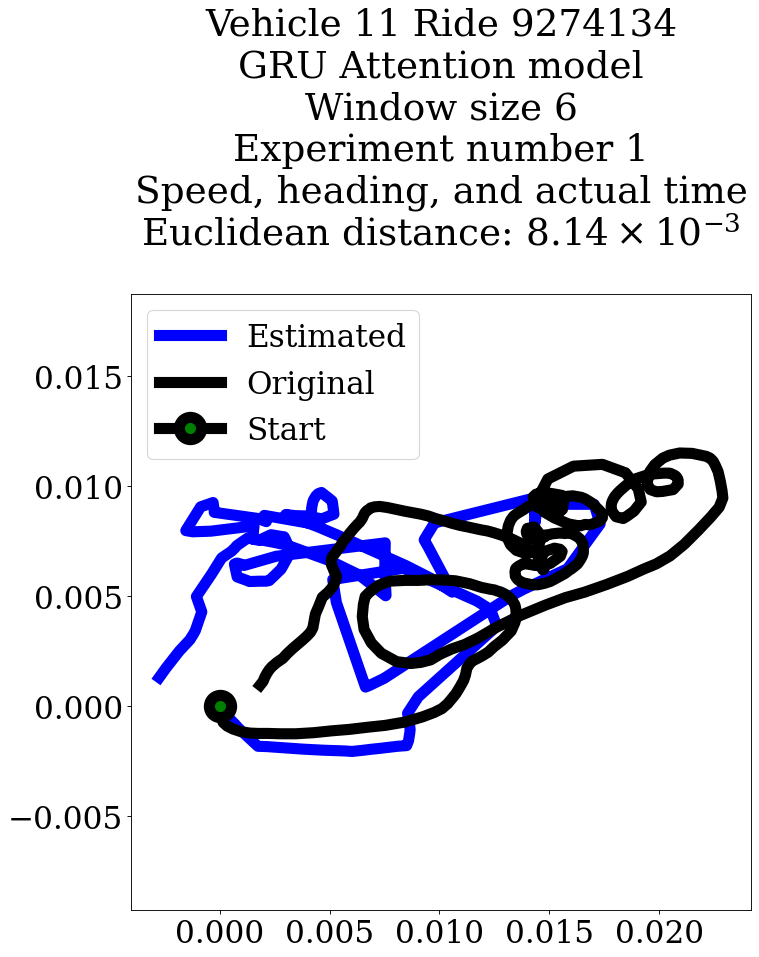 Vehicle 11 Ride 9274134
GRU Attention model
Window size 6
Experiment number 1
Speed, heading, and actual time
Euclidean distance: 8.14 × 10⁻³
Estimated
Original
Start
0.015
0.010
0.005
0.000
−0.005
0.000 0.005 0.010 0.015 0.020